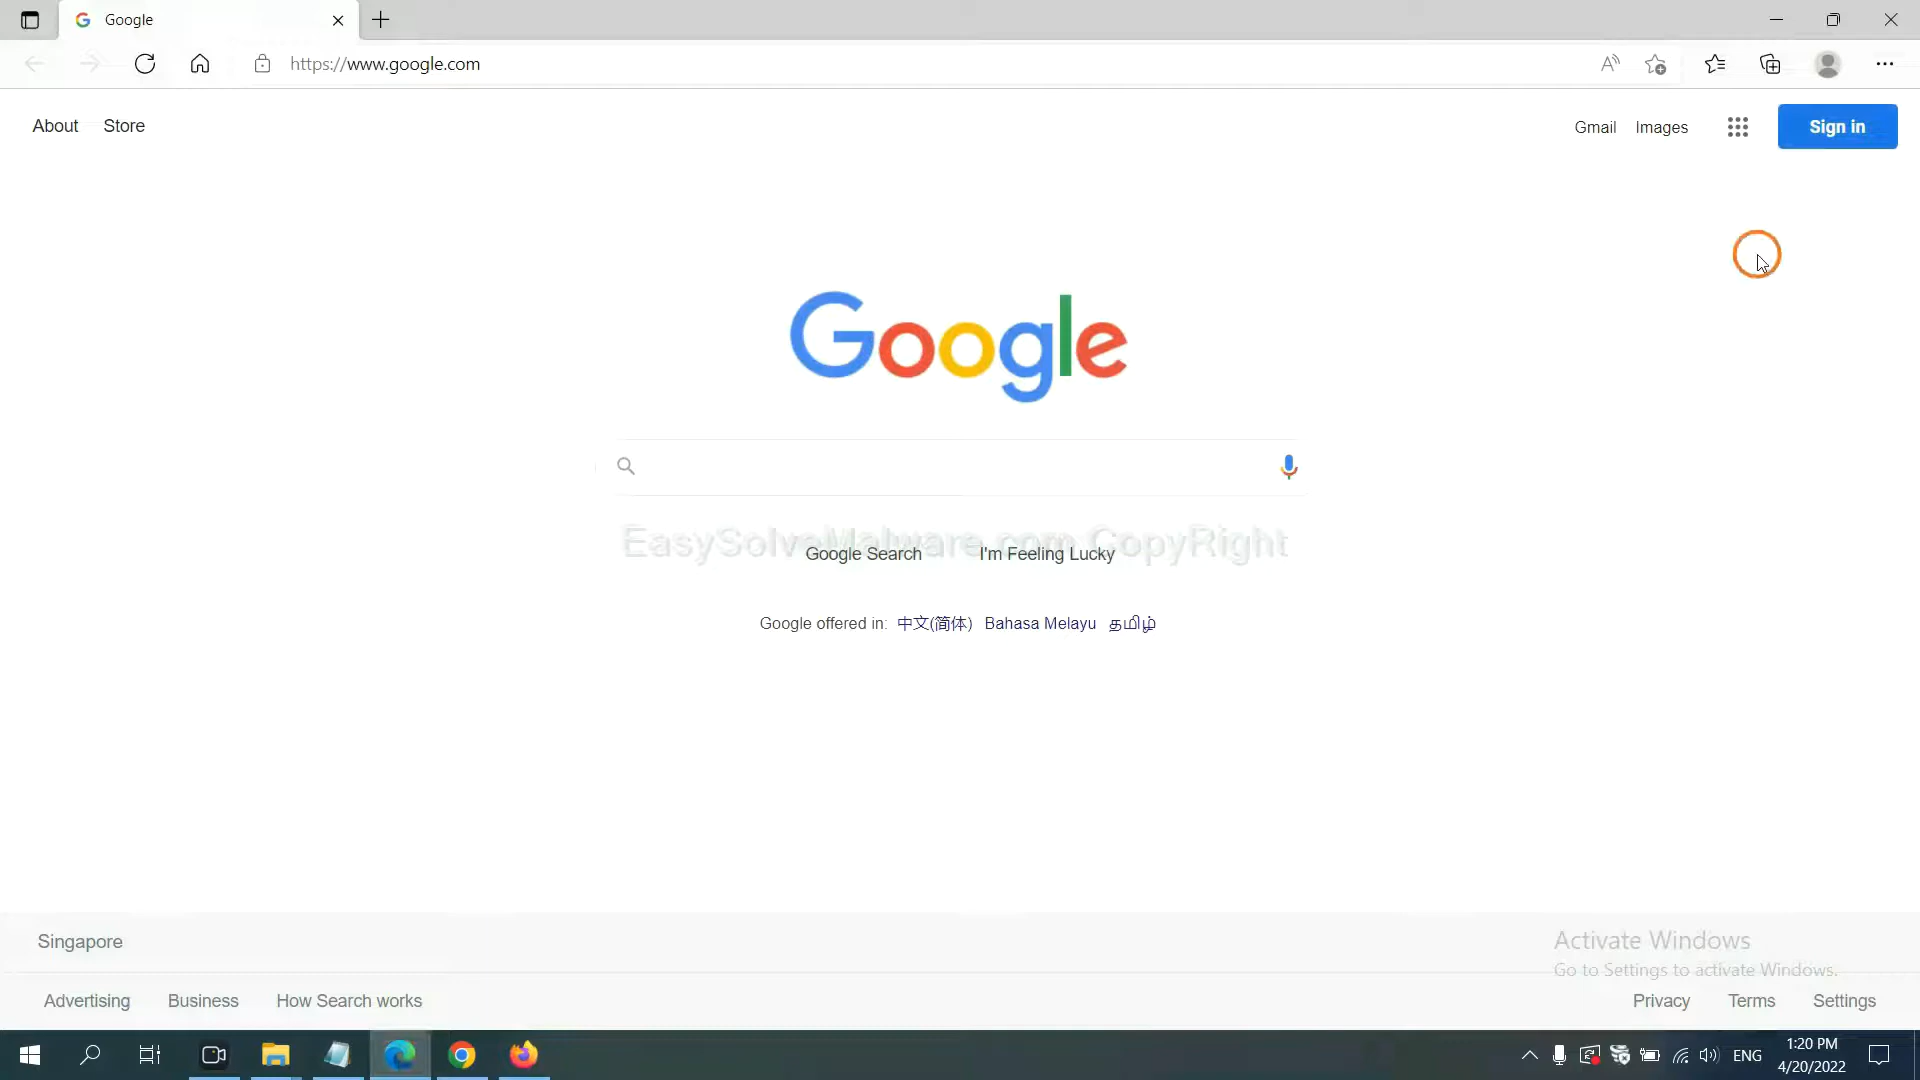 Google
https://www.google.com
About Store
Gmail Images Sign in
Google
EasySolveMalware.com CopyRight
Google Search I'm Feeling Lucky
Google offered in: 中文(简体) Bahasa Melayu தமிழ்
Singapore
Activate Windows
Go to Settings to activate Windows.
Advertising Business How Search works
Privacy Terms Settings
ENG
1:20 PM
4/20/2022